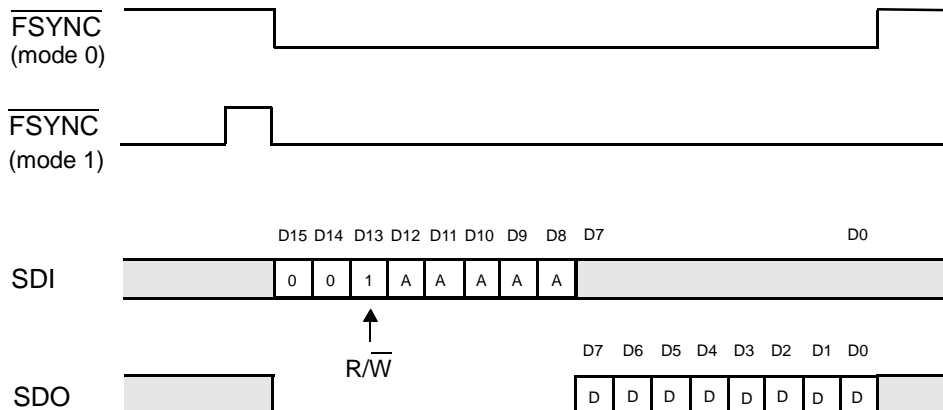 FSYNC
(mode 0)
FSYNC
(mode 1)
D15 D14 D13 D12 D11 D10 D9 D8 D7 D0
SDI
0 0 1 A A A A A
R/W
D7 D6 D5 D4 D3 D2 D1 D0
SDO
D D D D D D D D